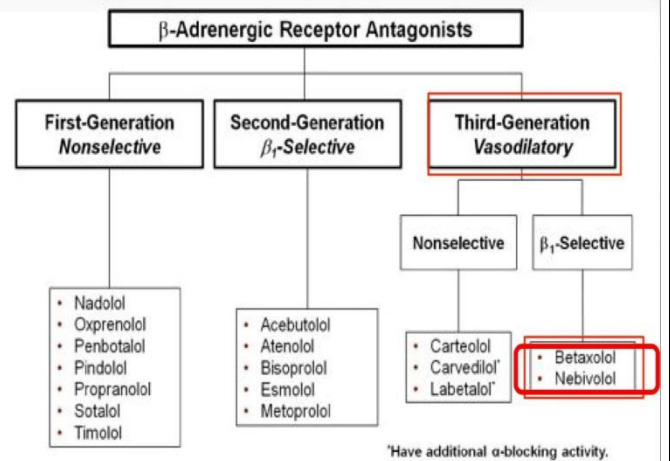 β-Adrenergic Receptor Antagonists
First-Generation
Nonselective
Second-Generation
β₁-Selective
Third-Generation
Vasodilatory
Nonselective
β₁-Selective
• Nadolol
• Oxprenolol
• Penbotalol
• Pindolol
• Propranolol
• Sotalol
• Timolol
• Acebutolol
• Atenolol
• Bisoprolol
• Esmolol
• Metoprolol
• Carteolol
• Carvedilol*
• Labetalol*
• Betaxolol
• Nebivolol
*Have additional α-blocking activity.